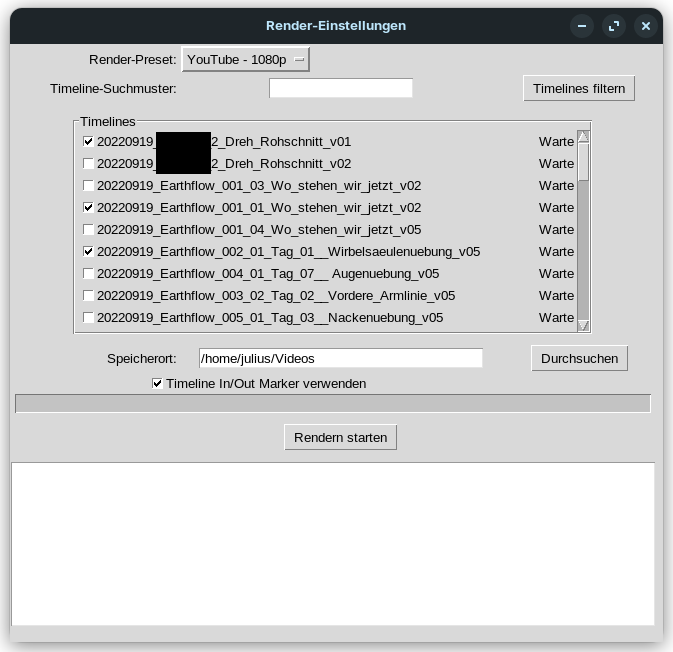 Render-Einstellungen
Render-Preset: YouTube - 1080p
Timeline-Suchmuster: Timelines filtern
Timelines
20220919_ 2_Dreh_Rohschnitt_v01 Warte
20220919_ 2_Dreh_Rohschnitt_v02 Warte
20220919_Earthflow_001_03_Wo_stehen_wir_jetzt_v02 Warte
20220919_Earthflow_001_01_Wo_stehen_wir_jetzt_v02 Warte
20220919_Earthflow_001_04_Wo_stehen_wir_jetzt_v05 Warte
20220919_Earthflow_002_01_Tag_01__Wirbelsaeulenuebung_v05 Warte
20220919_Earthflow_004_01_Tag_07__ Augenuebung_v05 Warte
20220919_Earthflow_003_02_Tag_02__Vordere_Armlinie_v05 Warte
20220919_Earthflow_005_01_Tag_03__Nackenuebung_v05 Warte
Speicherort: /home/julius/Videos Durchsuchen
Timeline In/Out Marker verwenden
Rendern starten